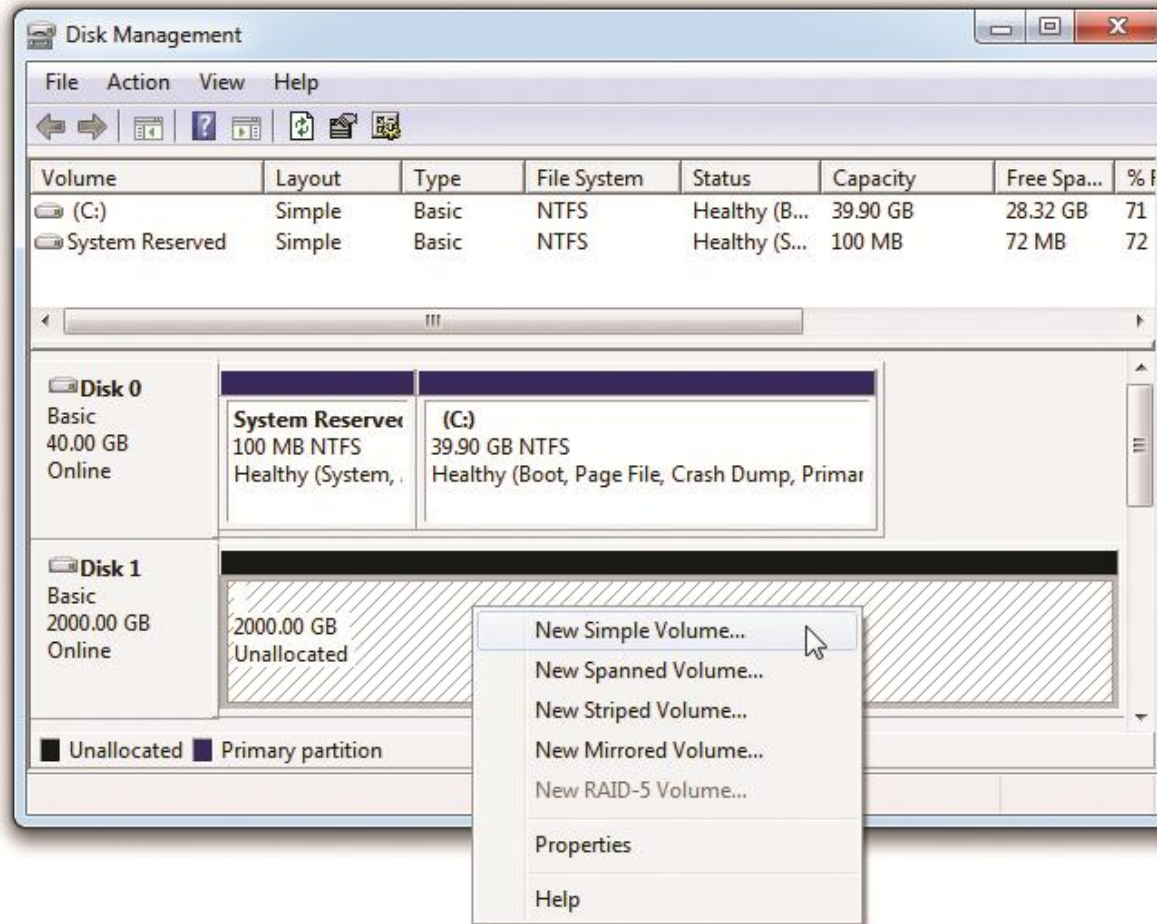 Disk Management
File Action View Help
Volume Layout Type File System Status Capacity Free Spa... % F
(C:) Simple Basic NTFS Healthy (B... 39.90 GB 28.32 GB 71
System Reserved Simple Basic NTFS Healthy (S... 100 MB 72 MB 72
Disk 0
Basic
40.00 GB
Online
System Reserved
100 MB NTFS
Healthy (System, .
(C:)
39.90 GB NTFS
Healthy (Boot, Page File, Crash Dump, Primar
Disk 1
Basic
2000.00 GB
Online
2000.00 GB
Unallocated
New Simple Volume...
New Spanned Volume...
New Striped Volume...
New Mirrored Volume...
New RAID-5 Volume...
Properties
Help
Unallocated Primary partition